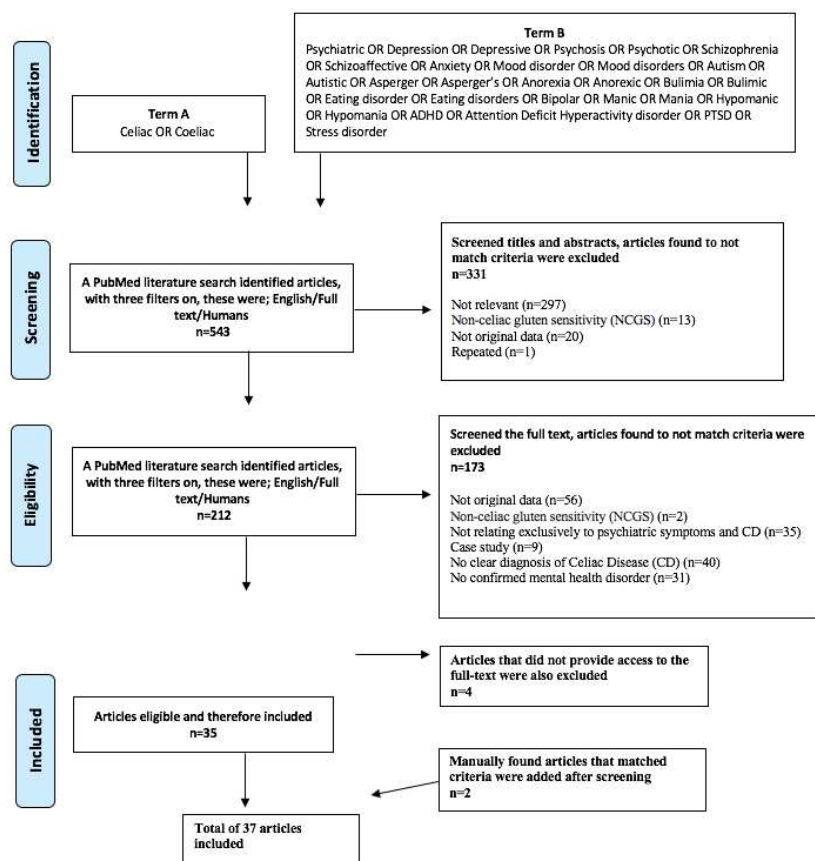 Identification
Term A
Celiac OR Coeliac
Term B
Psychiatric OR Depression OR Depressive OR Psychosis OR Psychotic OR Schizophrenia
OR Schizoaffective OR Anxiety OR Mood disorder OR Mood disorders OR Autism OR
Autistic OR Asperger OR Asperger's OR Anorexia OR Anorexic OR Bulimia OR Bulimic
OR Eating disorder OR Eating disorders OR Bipolar OR Manic OR Mania OR Hypomanic
OR Hypomania OR ADHD OR Attention Deficit Hyperactivity disorder OR PTSD OR
Stress disorder
Screening
A PubMed literature search identified articles,
with three filters on, these were; English/Full
text/Humans
n=543
Screened titles and abstracts, articles found to not
match criteria were excluded
n=331
Not relevant (n=297)
Non-celiac gluten sensitivity (NCGS) (n=13)
Not original data (n=20)
Repeated (n=1)
Eligibility
A PubMed literature search identified articles,
with three filters on, these were; English/Full
text/Humans
n=212
Screened the full text, articles found to not match criteria were
excluded
n=173
Not original data (n=56)
Non-celiac gluten sensitivity (NCGS) (n=2)
Not relating exclusively to psychiatric symptoms and CD (n=35)
Case study (n=9)
No clear diagnosis of Celiac Disease (CD) (n=40)
No confirmed mental health disorder (n=31)
Articles that did not provide access to the
full-text were also excluded
n=4
Included
Articles eligible and therefore included
n=35
Manually found articles that matched
criteria were added after screening
n=2
Total of 37 articles
included